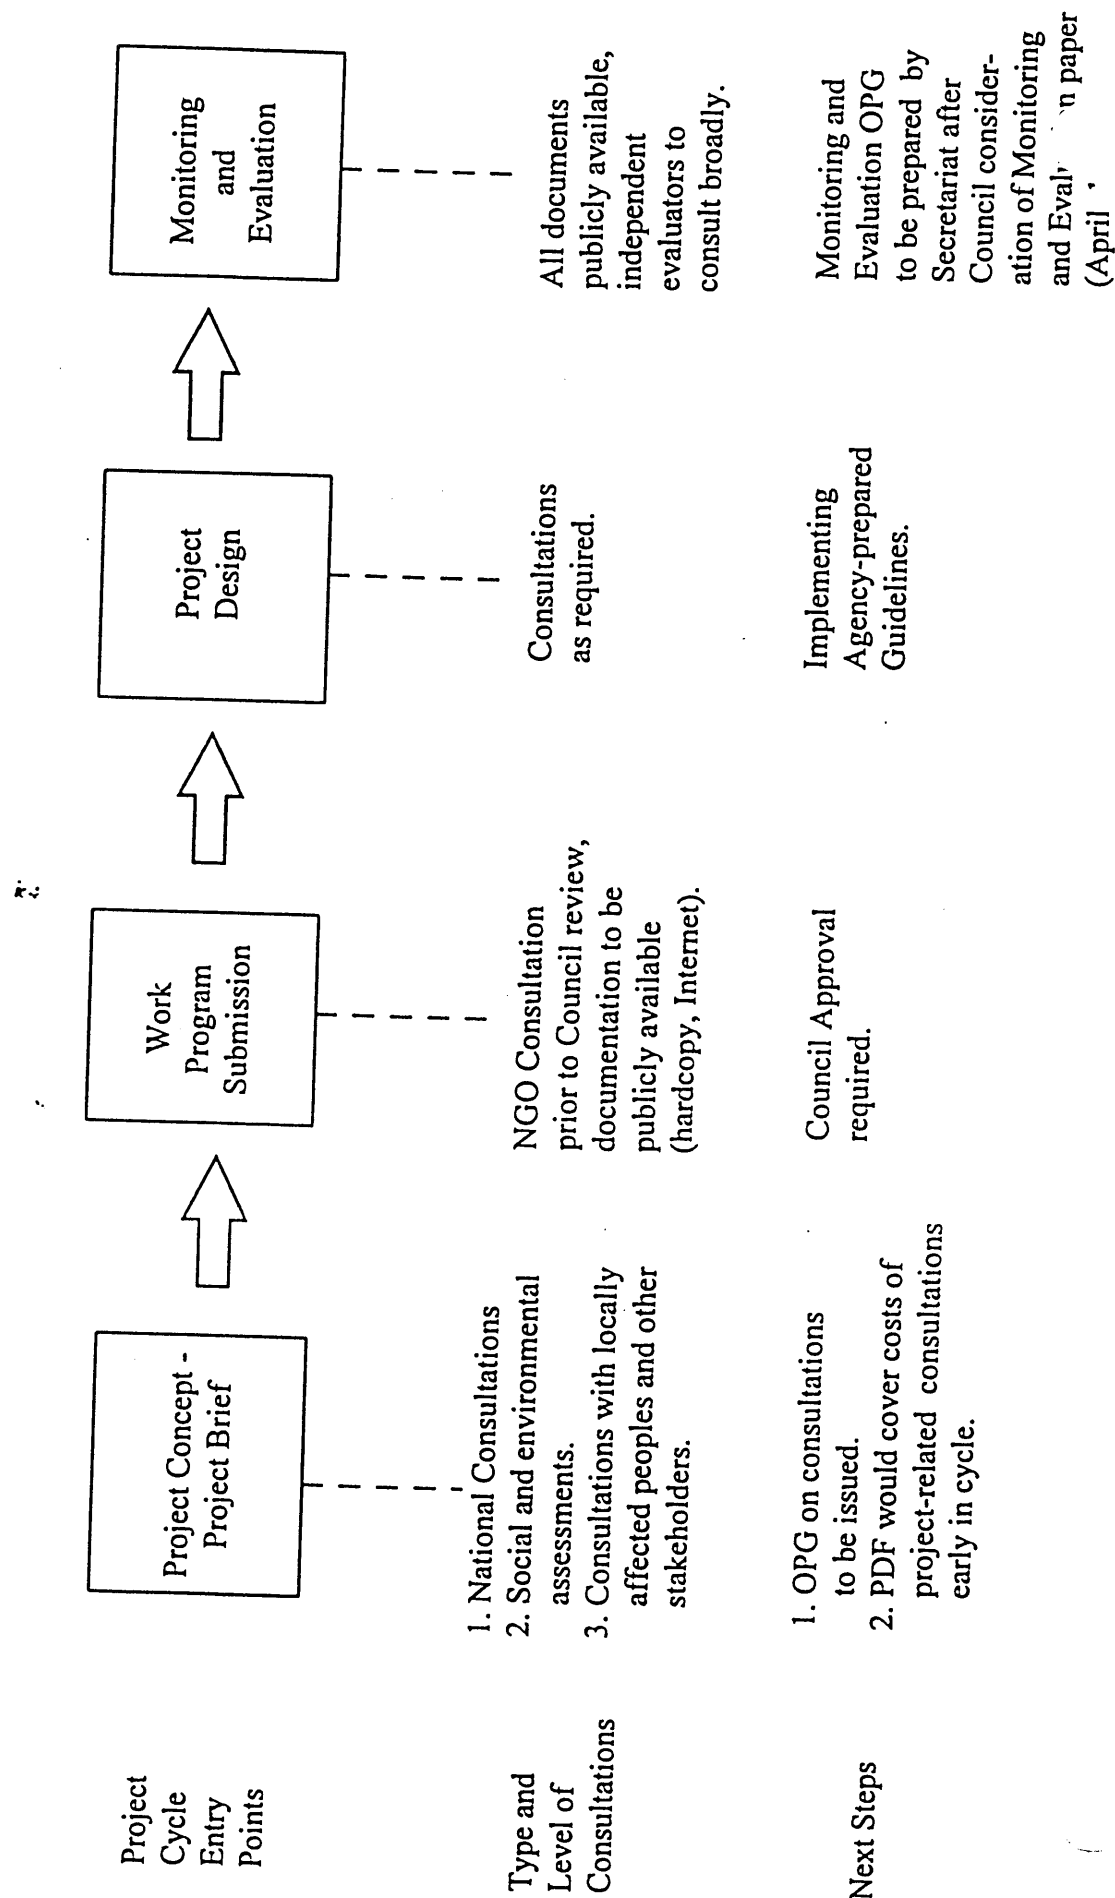 Project
Cycle
Entry
Points
Project Concept -
Project Brief
Work
Program
Submission
Project
Design
Monitoring
and
Evaluation
Type and
Level of
Consultations
1. National Consultations
2. Social and environmental
assessments.
3. Consultations with locally
affected peoples and other
stakeholders.
NGO Consultation
prior to Council review,
documentation to be
publicly available
(hardcopy, Internet).
Consultations
as required.
All documents
publicly available,
independent
evaluators to
consult broadly.
Next Steps
1. OPG on consultations
to be issued.
2. PDF would cover costs of
project-related consultations
early in cycle.
Council Approval
required.
Implementing
Agency-prepared
Guidelines.
Monitoring and
Evaluation OPG
to be prepared by
Secretariat after
Council consider-
ation of Monitoring
and paper
(April